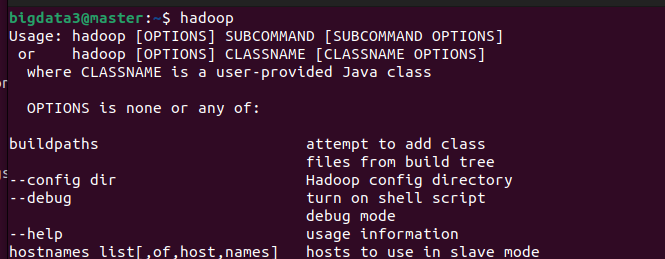 bigdata3@master:~$ hadoop
Usage: hadoop [OPTIONS] SUBCOMMAND [SUBCOMMAND OPTIONS]
or hadoop [OPTIONS] CLASSNAME [CLASSNAME OPTIONS]
where CLASSNAME is a user-provided Java class
OPTIONS is none or any of:
buildpaths attempt to add class
files from build tree
--config dir Hadoop config directory
--debug turn on shell script
debug mode
--help usage information
hostnames list[,of,host,names] hosts to use in slave mode